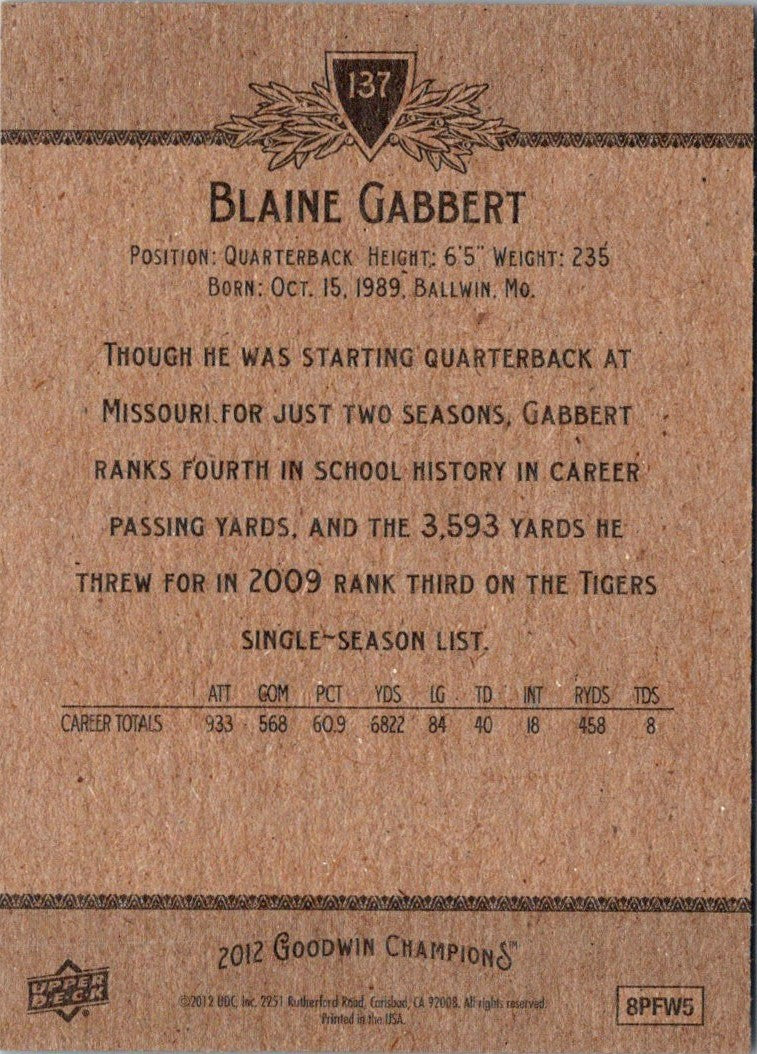 137
BLAINE GABBERT
POSITION: QUARTERBACK HEIGHT: 6'5" WEIGHT: 235
BORN: OCT. 15, 1989, BALLWIN, MO.
THOUGH HE WAS STARTING QUARTERBACK AT
MISSOURI FOR JUST TWO SEASONS, GABBERT
RANKS FOURTH IN SCHOOL HISTORY IN CAREER
PASSING YARDS, AND THE 3,593 YARDS HE
THREW FOR IN 2009 RANK THIRD ON THE TIGERS
SINGLE~SEASON LIST.
ATT COM PCT YDS LG TD INT RYDS TDS
CAREER TOTALS 933 568 60.9 6822 84 40 18 458 8
2012 GOODWIN CHAMPIONS™
UPPER
DECK®
©2012 UDC, Inc. 2251 Rutherford Road, Carlsbad, CA 92008. All rights reserved.
Printed in the USA.
8PFW5